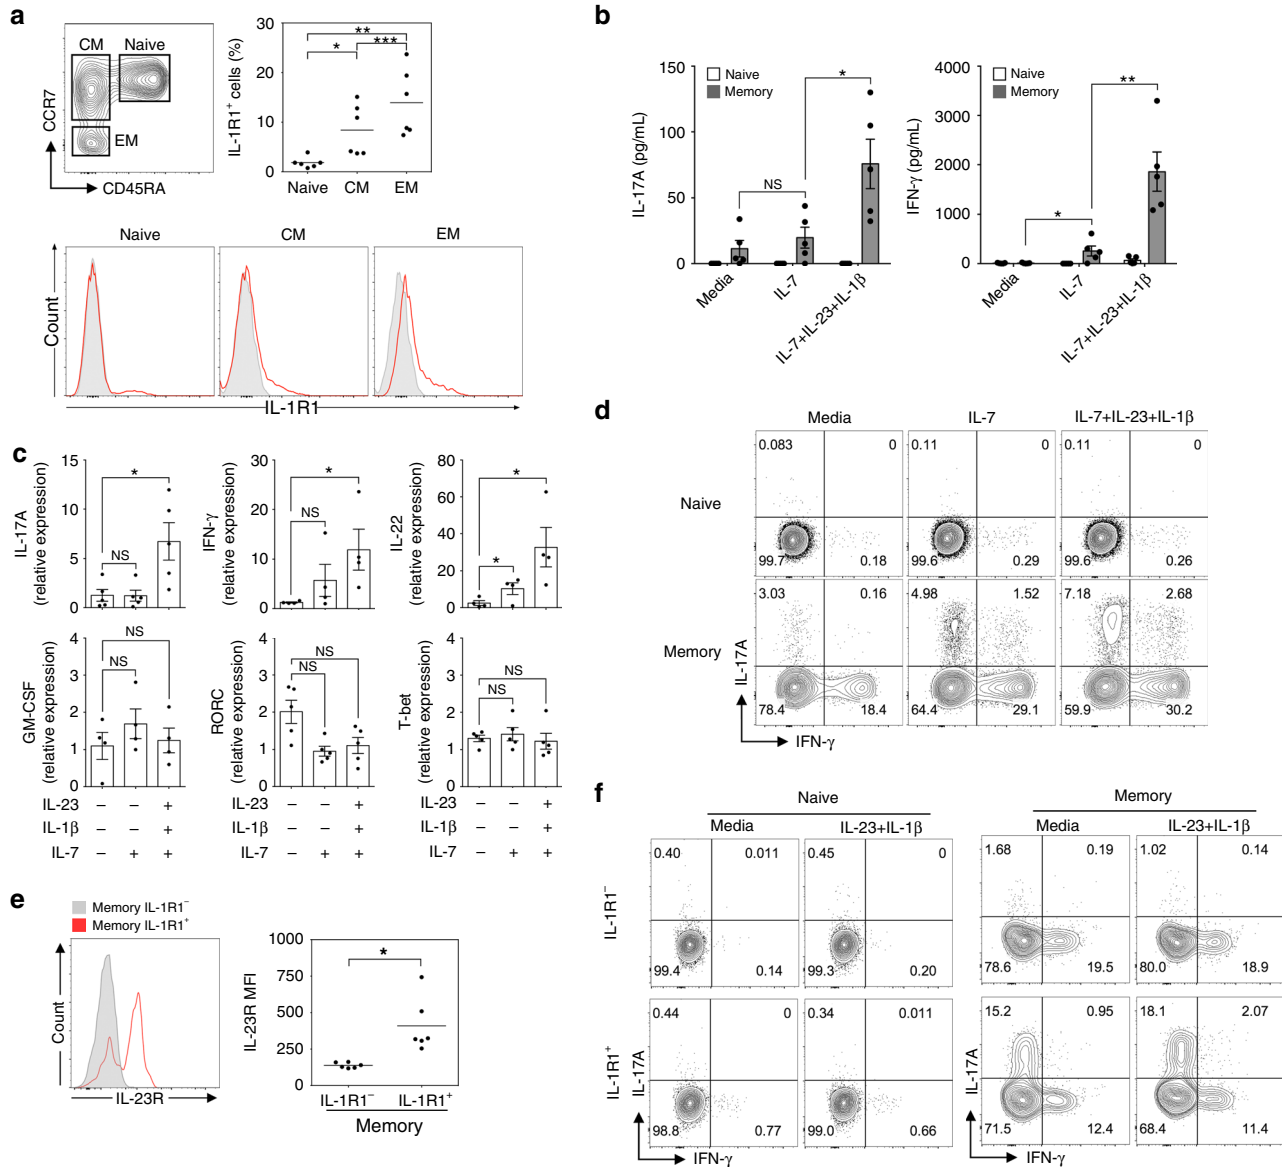 a
CM
Naive
EM
CCR7
CD45RA
IL-1R1⁺ cells (%)
30
20
10
0
**
*
***
Naive
CM
EM
Naive
CM
EM
Count
IL-1R1
b
Naive
Memory
IL-17A (pg/mL)
150
100
50
0
NS
*
Media
IL-7
IL-7+IL-23+IL-1β
Naive
Memory
IFN-γ (pg/mL)
4000
3000
2000
1000
0
*
**
Media
IL-7
IL-7+IL-23+IL-1β
c
IL-17A
(relative expression)
15
10
5
0
*
NS
IFN-γ
(relative expression)
30
20
10
0
*
NS
IL-22
(relative expression)
80
60
40
20
0
*
*
GM-CSF
(relative expression)
4
3
2
1
0
NS
NS
RORC
(relative expression)
4
3
2
1
0
NS
NS
T-bet
(relative expression)
4
3
2
1
0
NS
NS
IL-23 – – + – – + – – +
IL-1β – – + – – + – – +
IL-7 – + + – + + – + +
d
Media
IL-7
IL-7+IL-23+IL-1β
Naive
0.083 0 0.11 0 0.11 0
99.7 0.18 99.6 0.29 99.6 0.26
Memory
3.03 0.16 4.98 1.52 7.18 2.68
78.4 18.4 64.4 29.1 59.9 30.2
IL-17A
IFN-γ
e
Memory IL-1R1⁻
Memory IL-1R1⁺
Count
IL-23R
IL-23R MFI
1000
750
500
250
0
*
IL-1R1⁻
IL-1R1⁺
Memory
f
Naive
Memory
Media
IL-23+IL-1β
Media
IL-23+IL-1β
IL-1R1⁻
0.40 0.011 0.45 0 1.68 0.19 1.02 0.14
99.4 0.14 99.3 0.20 78.6 19.5 80.0 18.9
IL-1R1⁺
0.44 0 0.34 0.011 15.2 0.95 18.1 2.07
98.8 0.77 99.0 0.66 71.5 12.4 68.4 11.4
IL-17A
IFN-γ
IL-17A
IFN-γ